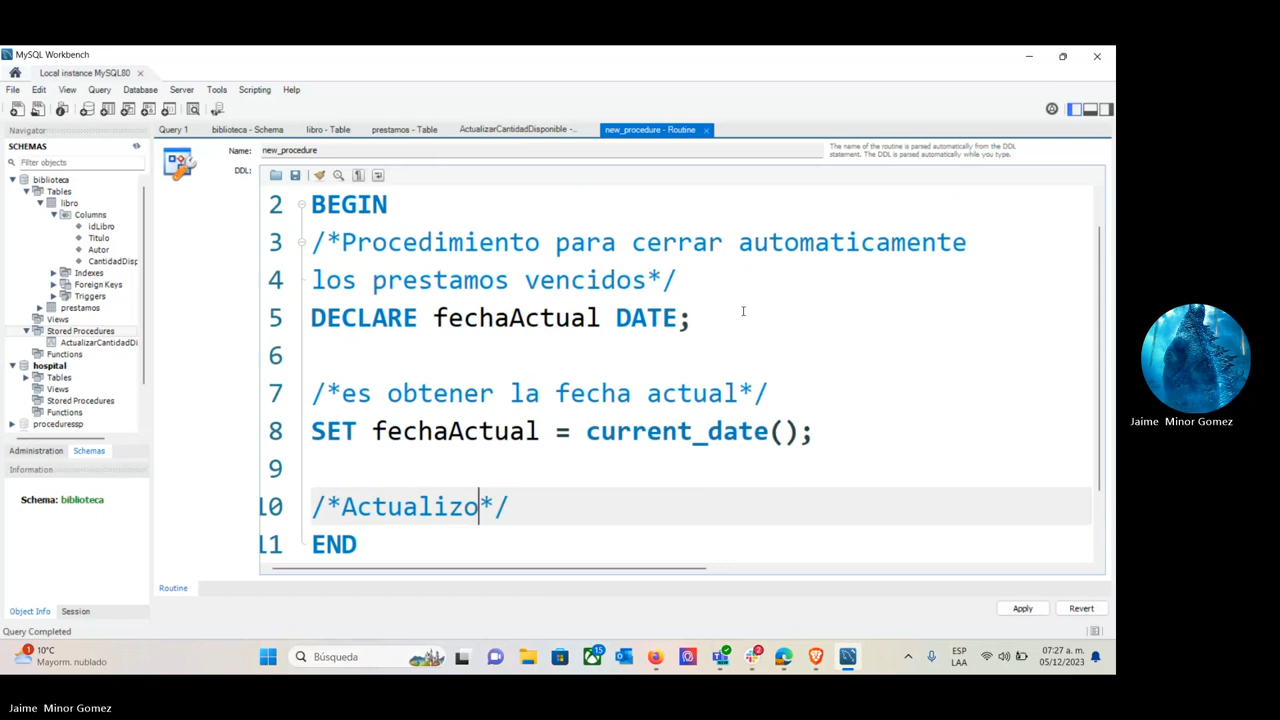 MySQL Workbench
Local instance MySQL80
File Edit View Query Database Server Tools Scripting Help
Navigator
SCHEMAS
Filter objects
biblioteca
Tables
libro
Columns
idLibro
Titulo
Autor
CantidadDisp
Indexes
Foreign Keys
Triggers
prestamos
Views
Stored Procedures
ActualizarCantidadDi
Functions
hospital
Tables
Views
Stored Procedures
Functions
proceduressp
Administration Schemas
Information
Schema: biblioteca
Object Info Session
Query Completed
Query 1 biblioteca - Schema libro - Table prestamos - Table ActualizarCantidadDisponible -... new_procedure - Routine
Name: new_procedure
The name of the routine is parsed automatically from the DDL
statement. The DDL is parsed automatically while you type.
DDL:
2 BEGIN
3 /*Procedimiento para cerrar automaticamente
4 los prestamos vencidos*/
5 DECLARE fechaActual DATE;
6
7 /*es obtener la fecha actual*/
8 SET fechaActual = current_date();
9
10 /*Actualizo*/
11 END
Routine
Apply Revert
10°C
Mayorm. nublado
Búsqueda
15
2
ESP
LAA
07:27 a. m.
05/12/2023
Jaime Minor Gomez
Jaime Minor Gomez